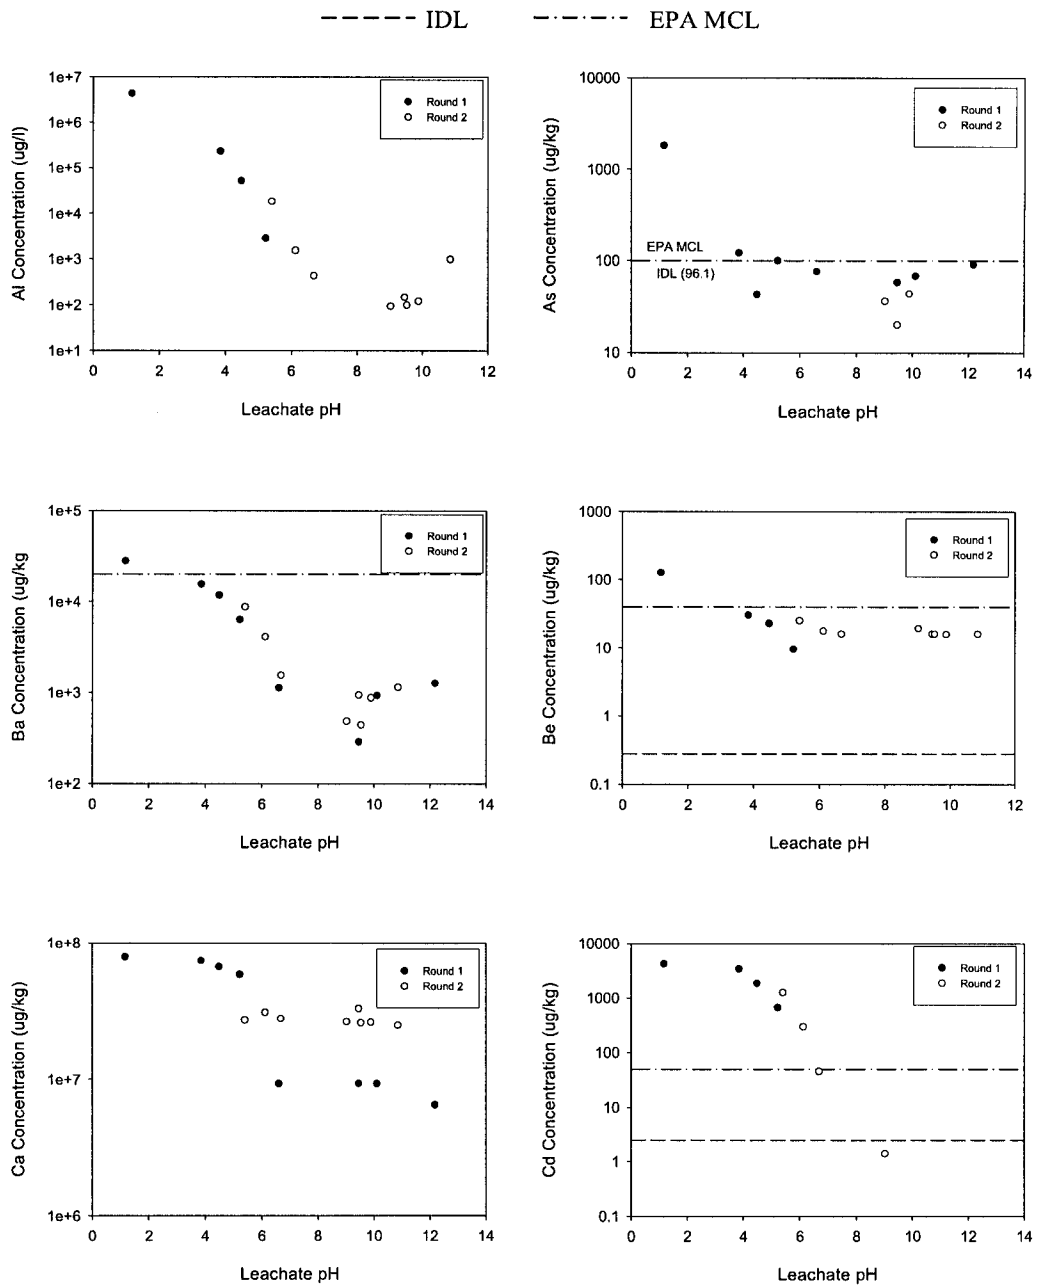 IDL EPA MCL
Al Concentration (ug/l)
1e+7
1e+6
1e+5
1e+4
1e+3
1e+2
1e+1
Round 1
Round 2
0 2 4 6 8 10 12
Leachate pH
As Concentration (ug/kg)
10000
1000
100
10
Round 1
Round 2
EPA MCL
IDL (96.1)
0 2 4 6 8 10 12 14
Leachate pH
Ba Concentration (ug/kg
1e+5
1e+4
1e+3
1e+2
Round 1
Round 2
0 2 4 6 8 10 12 14
Leachate pH
Be Concentration (ug/kg)
1000
100
10
1
0.1
Round 1
Round 2
0 2 4 6 8 10 12
Leachate pH
Ca Concentration (ug/kg)
1e+8
1e+7
1e+6
Round 1
Round 2
0 2 4 6 8 10 12 14
Leachate pH
Cd Concentration (ug/kg)
10000
1000
100
10
1
0.1
Round 1
Round 2
0 2 4 6 8 10 12 14
Leachate pH